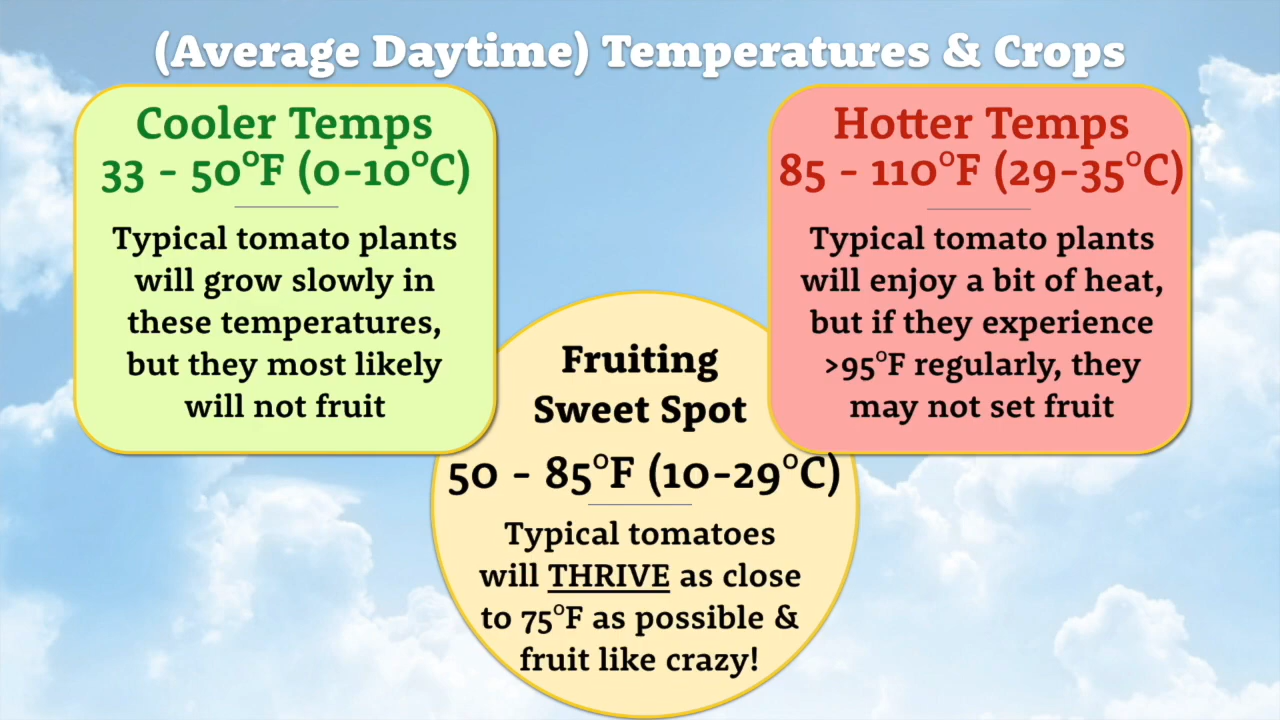 (Average Daytime) Temperatures & Crops
Cooler Temps
33 - 50°F (0-10°C)
Typical tomato plants
will grow slowly in
these temperatures,
but they most likely
will not fruit
Hotter Temps
85 - 110°F (29-35°C)
Typical tomato plants
will enjoy a bit of heat,
but if they experience
>95°F regularly, they
may not set fruit
Fruiting
Sweet Spot
50 - 85°F (10-29°C)
Typical tomatoes
will THRIVE as close
to 75°F as possible &
fruit like crazy!